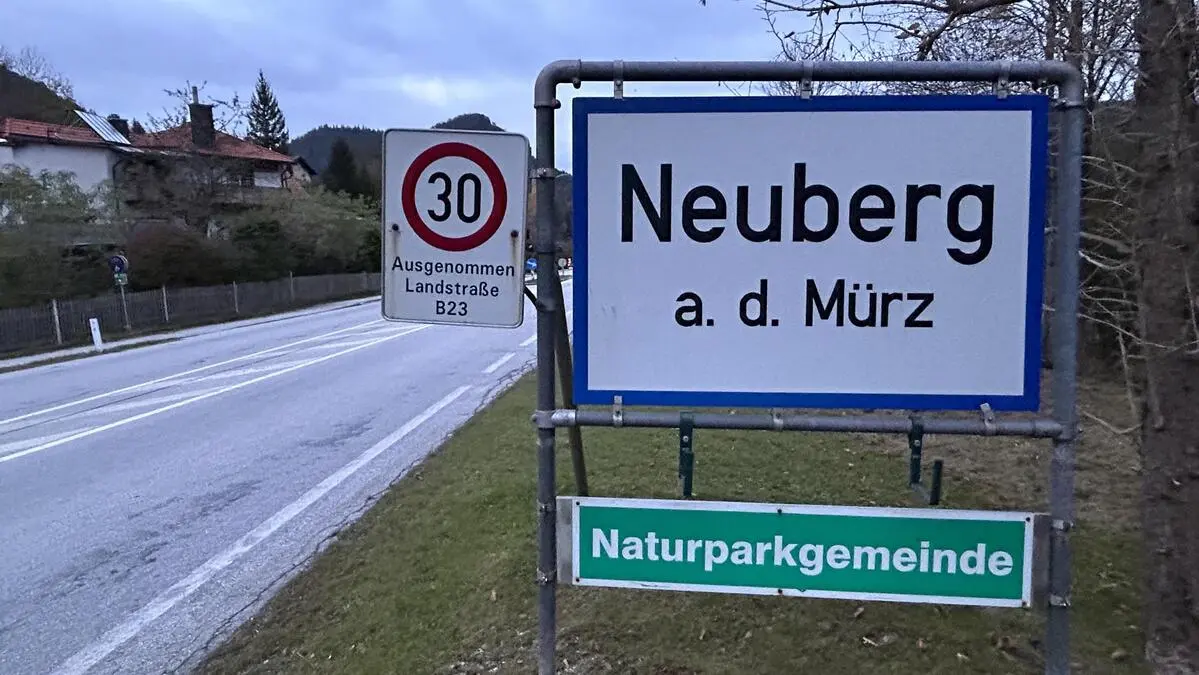 30
Ausgenommen
Landstraße
B23
Neuberg
a. d. Mürz
Naturparkgemeinde